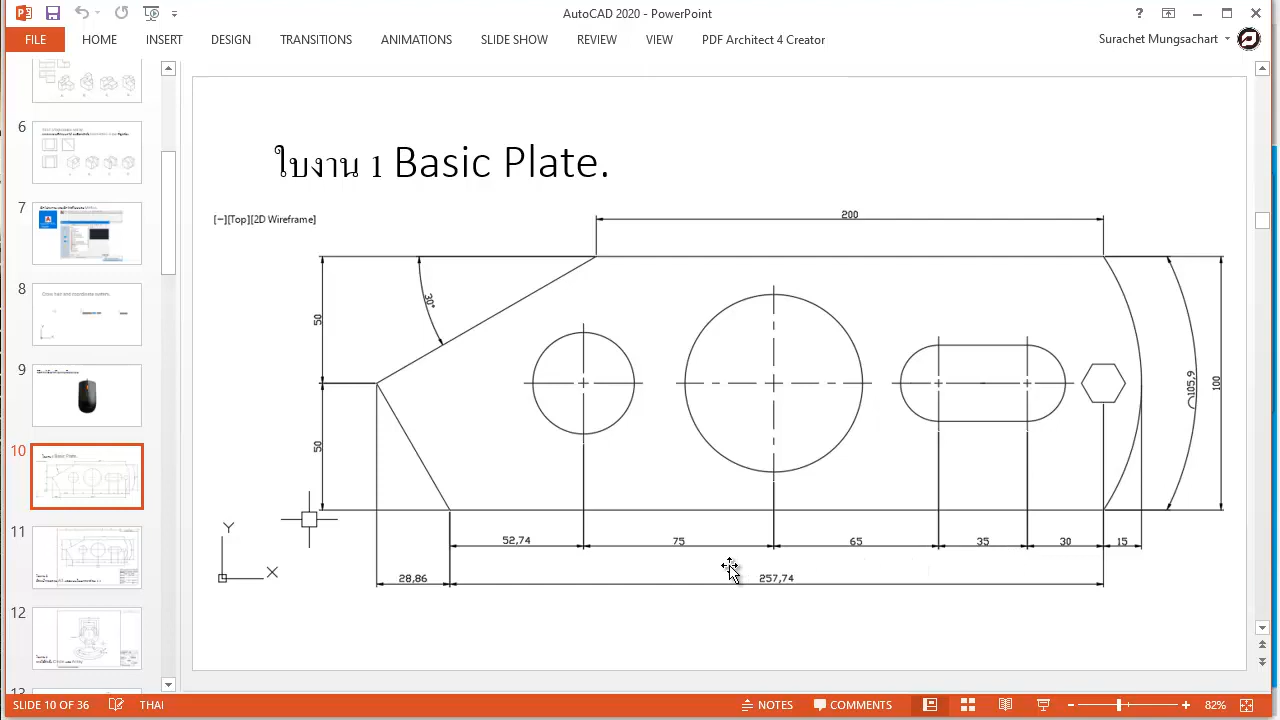 AutoCAD 2020 - PowerPoint
?
FILE HOME INSERT DESIGN TRANSITIONS ANIMATIONS SLIDE SHOW REVIEW VIEW PDF Architect 4 Creator
Surachet Mungsachart
6
7
8
9
10
11
12
ใบงาน 1 Basic Plate.
[−][Top][2D Wireframe]
200
30°
50
50
105,9
100
Y
X
52,74 75 65 35 30 15
28,86 257,74
SLIDE 10 OF 36 THAI NOTES COMMENTS 82%